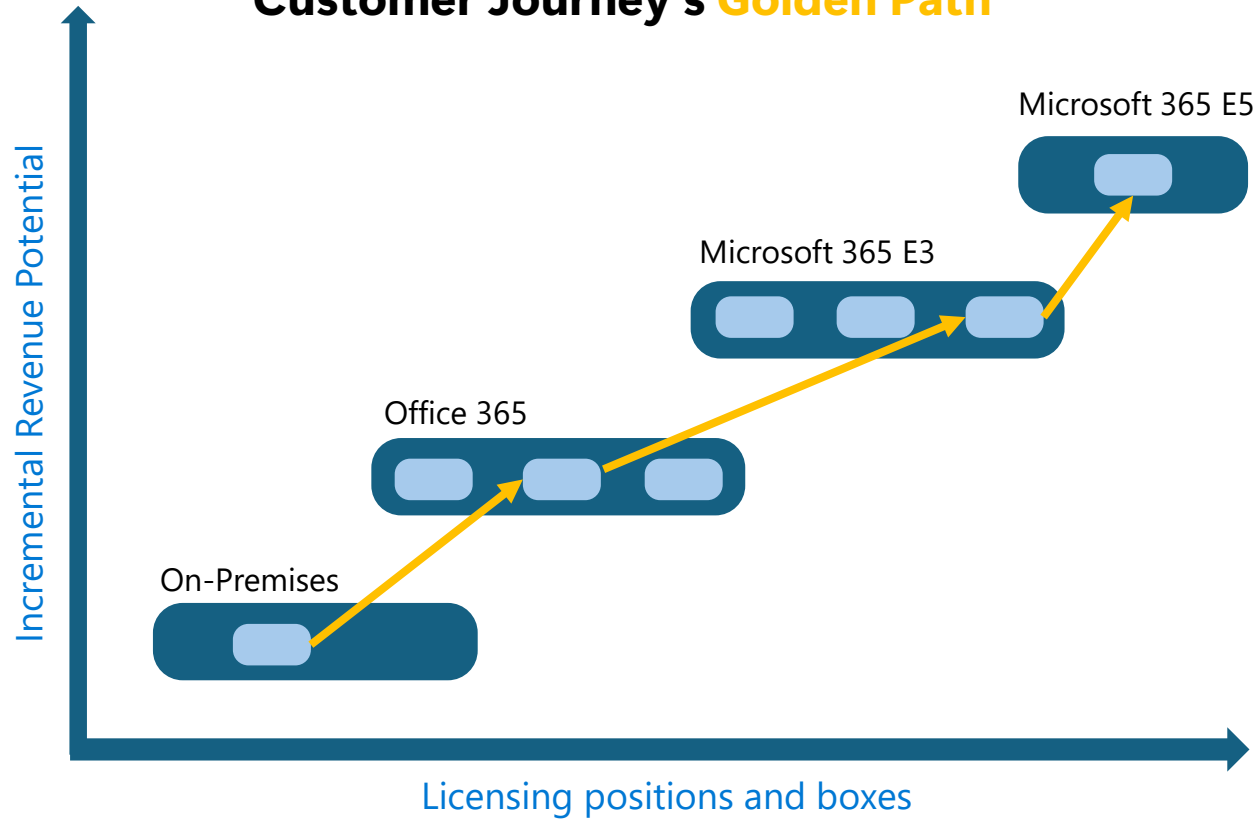 Customer Journey's Golden Path
Microsoft 365 E5
Microsoft 365 E3
Office 365
On-Premises
Incremental Revenue Potential
Licensing positions and boxes